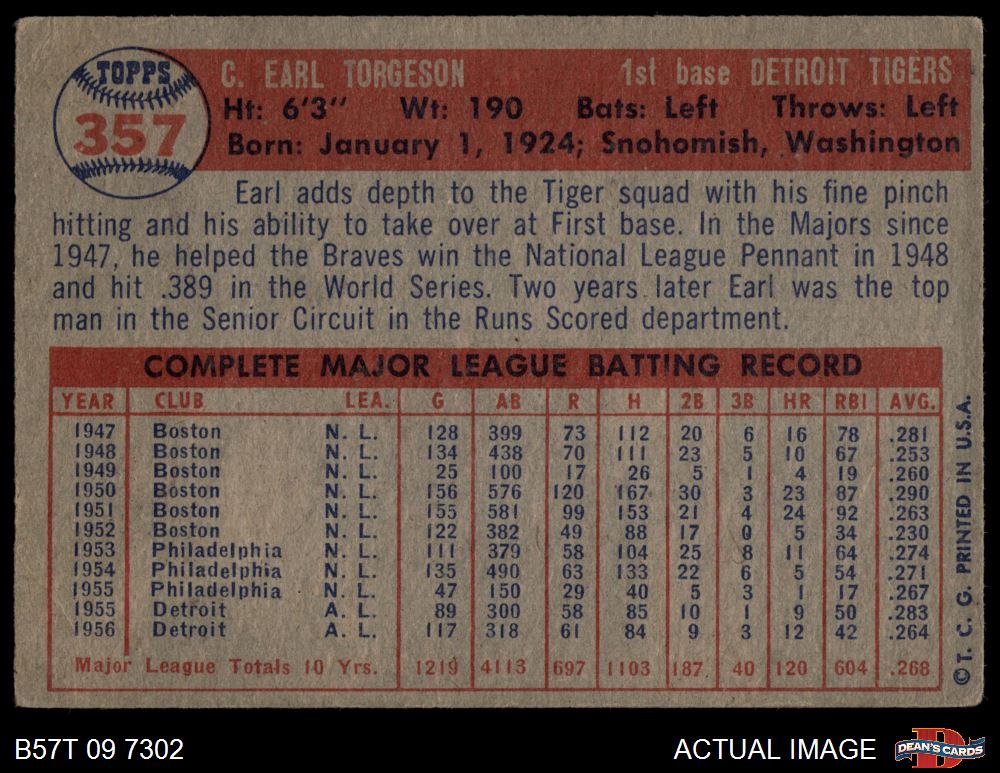 TOPPS
357
C. EARL TORGESON 1st base DETROIT TIGERS
Ht: 6'3" Wt: 190 Bats: Left Throws: Left
Born: January 1, 1924; Snohomish, Washington
Earl adds depth to the Tiger squad with his fine pinch
hitting and his ability to take over at First base. In the Majors since
1947, he helped the Braves win the National League Pennant in 1948
and hit .389 in the World Series. Two years later Earl was the top
man in the Senior Circuit in the Runs Scored department.
COMPLETE MAJOR LEAGUE BATTING RECORD
YEAR CLUB LEA. G AB R H 2B 3B HR RBI AVG.
1947 Boston N. L. 128 399 73 112 20 6 16 78 .281
1948 Boston N. L. 134 438 70 111 23 5 10 67 .253
1949 Boston N. L. 25 100 17 26 5 1 4 19 .260
1950 Boston N. L. 156 576 120 167 30 3 23 87 .290
1951 Boston N. L. 155 581 99 153 21 4 24 92 .263
1952 Boston N. L. 122 382 49 88 17 0 5 34 .230
1953 Philadelphia N. L. 111 379 58 104 25 8 11 64 .274
1954 Philadelphia N. L. 135 490 63 133 22 6 5 54 .271
1955 Philadelphia N. L. 47 150 29 40 5 3 1 17 .267
1955 Detroit A. L. 89 300 58 85 10 1 9 50 .283
1956 Detroit A. L. 117 318 61 84 9 3 12 42 .264
Major League Totals 10 Yrs. 1219 4113 697 1103 187 40 120 604 .268
©T. C. G. PRINTED IN U.S.A.
B57T 09 7302
ACTUAL IMAGE
D
DEAN'S CARDS